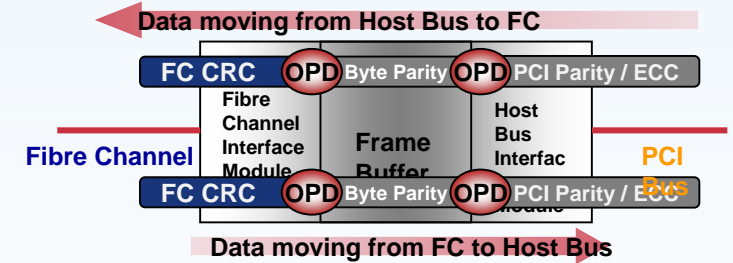 Data moving from Host Bus to FC
FC CRC OPD Byte Parity OPD PCI Parity / ECC
Fibre
Channel
Interface
Module
Frame
Buffer
Host
Bus
Interfac
Module
Fibre Channel
PCI
Bus
FC CRC OPD Byte Parity OPD PCI Parity / ECC
Data moving from FC to Host Bus